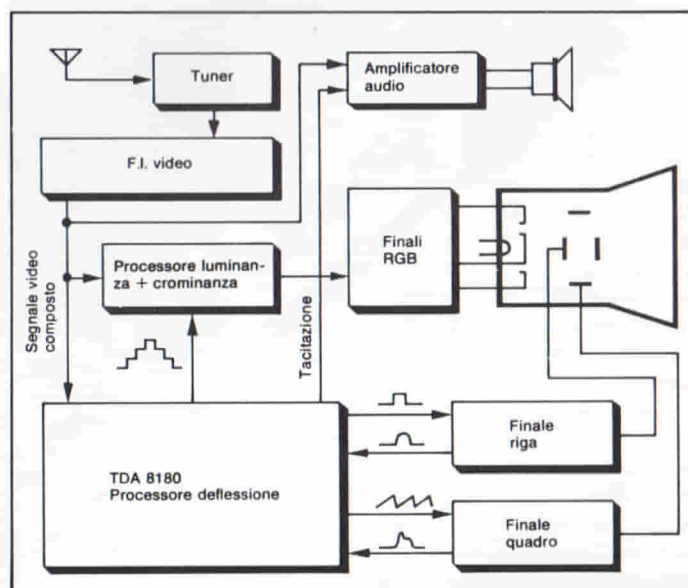 Tuner
Amplificatore
audio
F.I. video
Finali
RGB
Processore luminan-
za + crominanza
Segnale video
composto
Tacitazione
TDA 8180
Processore deflessione
Finale
riga
Finale
quadro